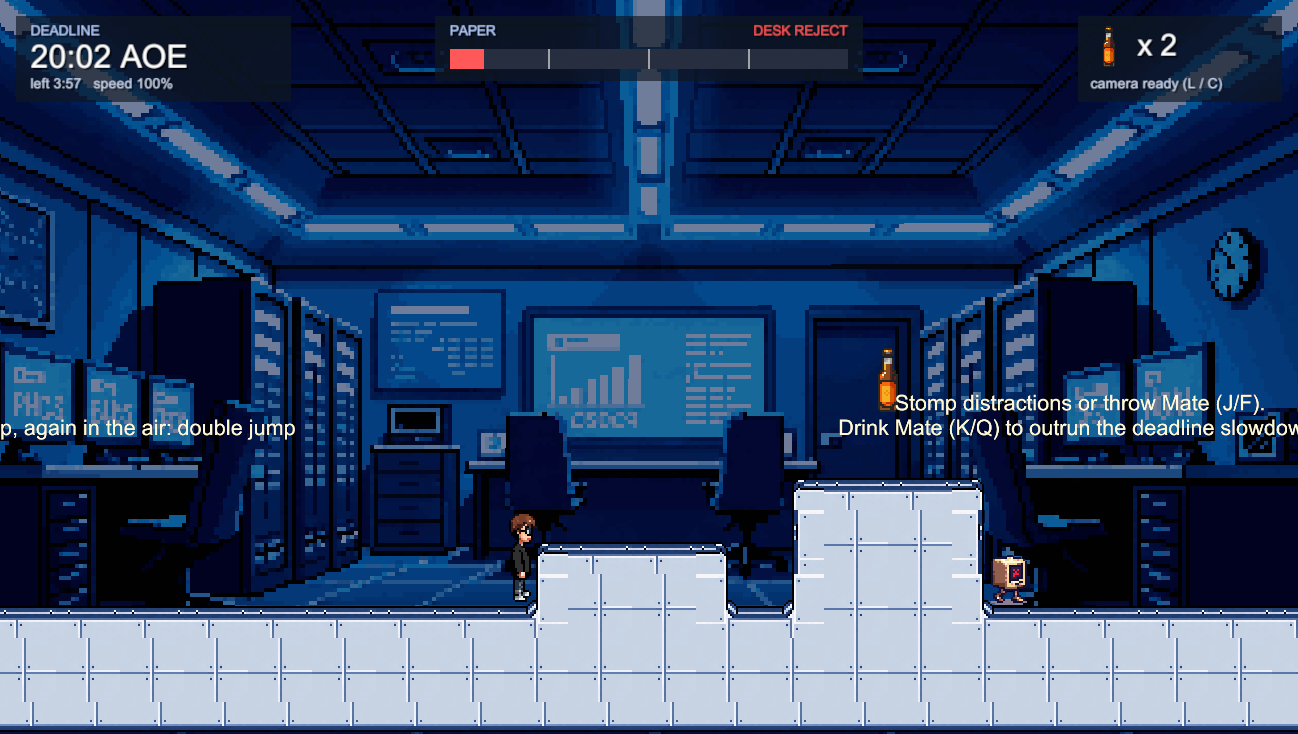 DEADLINE
20:02 AOE
left 3:57 speed 100%
PAPER
DESK REJECT
x 2
camera ready (L / C)
Stomp distractions or throw Mate (J/F).
p, again in the air: double jump
Drink Mate (K/Q) to outrun the deadline slowdow